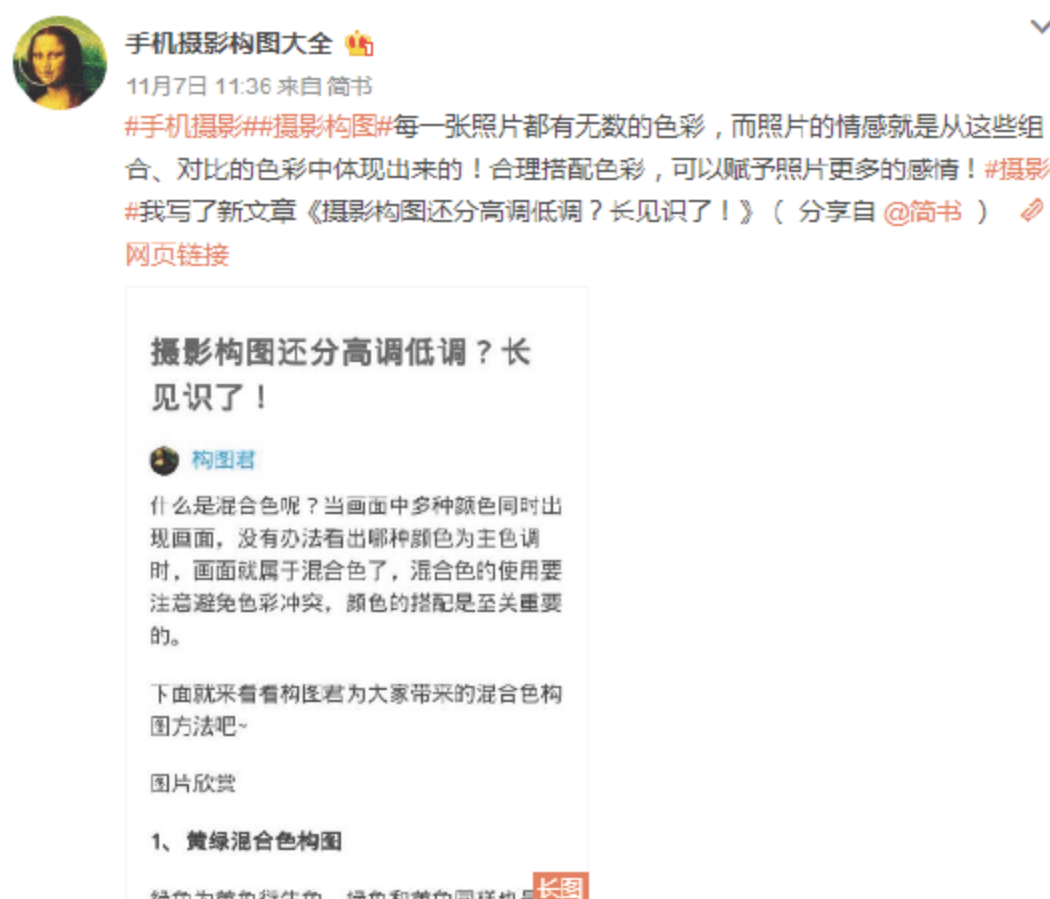 手机摄影构图大全
11月7日 11:36 来自 简书
#手机摄影##摄影构图#每一张照片都有无数的色彩，而照片的情感就是从这些组
合、对比的色彩中体现出来的！合理搭配色彩，可以赋予照片更多的感情！#摄影
#我写了新文章《摄影构图还分高调低调？长见识了！》（ 分享自 @简书 ）
网页链接
摄影构图还分高调低调？长
见识了！
构图君
什么是混合色呢？当画面中多种颜色同时出
现画面，没有办法看出哪种颜色为主色调
时，画面就属于混合色了，混合色的使用要
注意避免色彩冲突，颜色的搭配是至关重要
的。
下面就来看看构图君为大家带来的混合色构
图方法吧~
图片欣赏
1、黄绿混合色构图
长图